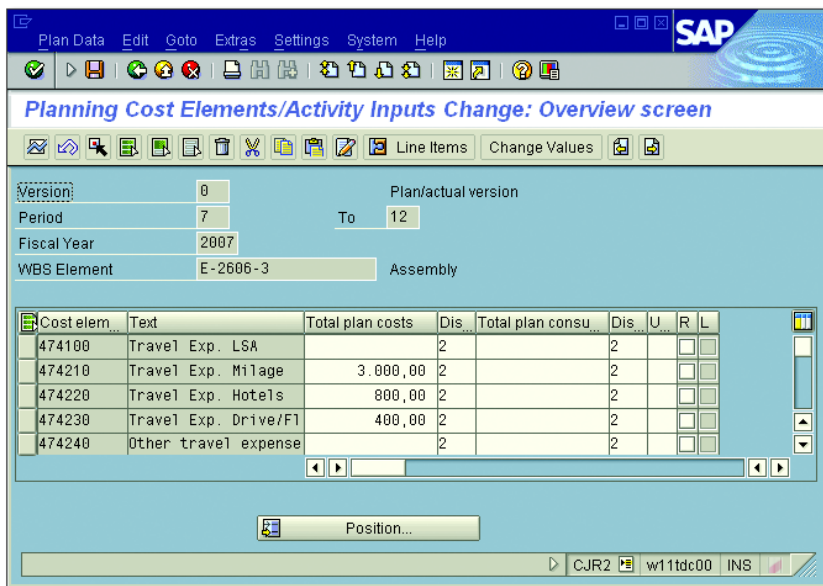 SAP
Plan Data Edit Goto Extras Settings System Help
Planning Cost Elements/Activity Inputs Change: Overview screen
Line Items Change Values
Version 0 Plan/actual version
Period 7 To 12
Fiscal Year 2007
WBS Element E-2606-3 Assembly
Cost elem... Text Total plan costs Dis... Total plan consu... Dis... U... R L
474100 Travel Exp. LSA 2 2
474210 Travel Exp. Milage 3.000,00 2 2
474220 Travel Exp. Hotels 800,00 2 2
474230 Travel Exp. Drive/Fl 400,00 2 2
474240 Other travel expense 2 2
Position...
CJR2 w11tdc00 INS